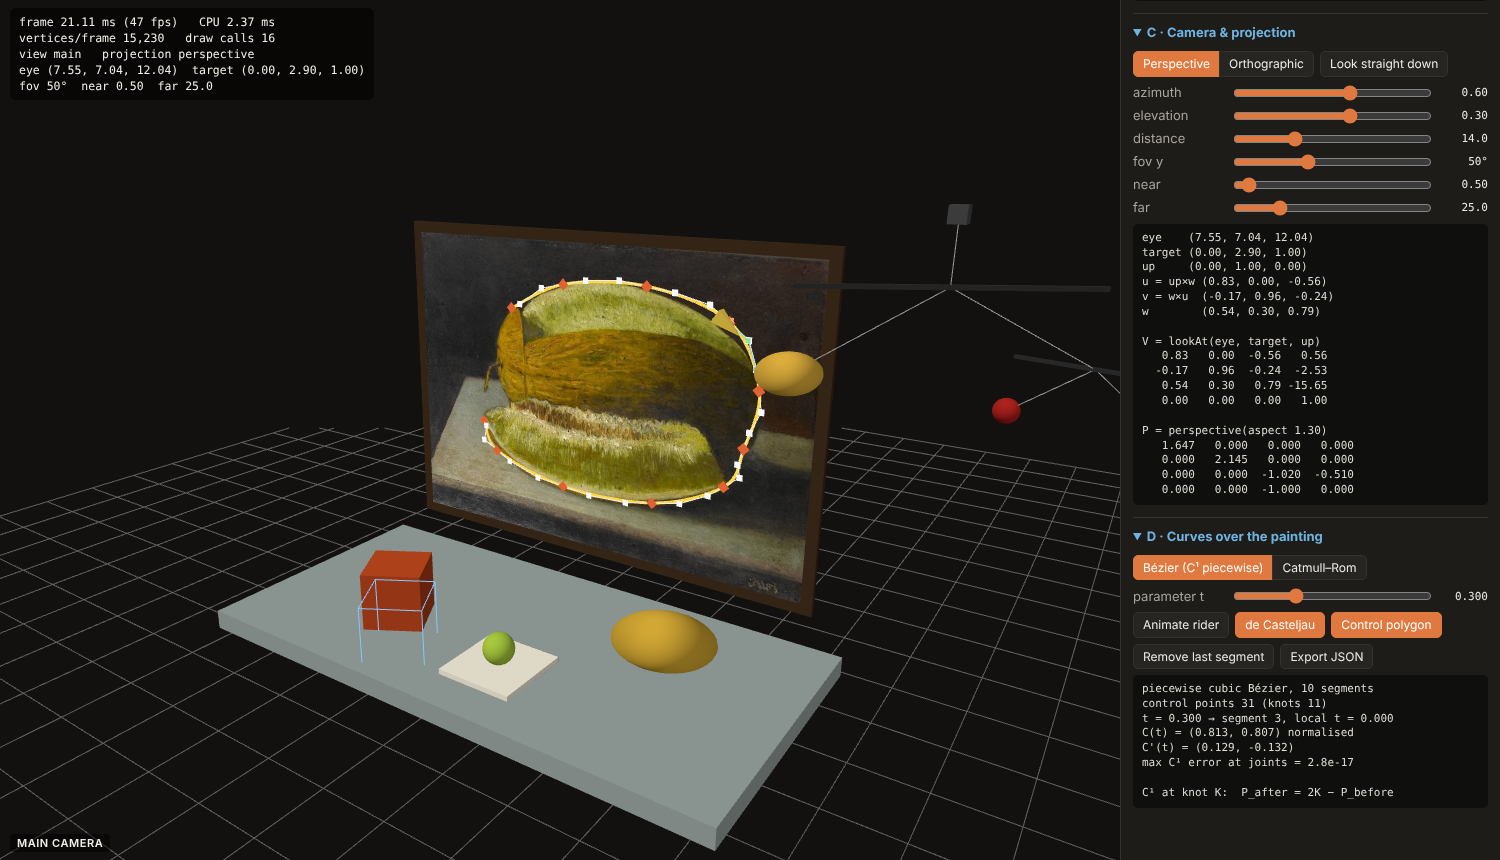 frame 21.11 ms (47 fps)   CPU 2.37 ms
vertices/frame 15,230   draw calls 16
view main   projection perspective
eye (7.55, 7.04, 12.04)  target (0.00, 2.90, 1.00)
fov 50°  near 0.50  far 25.0
MAIN CAMERA
▼ C · Camera & projection
Perspective Orthographic Look straight down
azimuth 0.60
elevation 0.30
distance 14.0
fov y 50°
near 0.50
far 25.0
eye    (7.55, 7.04, 12.04)
target (0.00, 2.90, 1.00)
up     (0.00, 1.00, 0.00)
u = up×w (0.83, 0.00, -0.56)
v = w×u  (-0.17, 0.96, -0.24)
w        (0.54, 0.30, 0.79)
V = lookAt(eye, target, up)
0.83   0.00  -0.56   0.56
-0.17   0.96  -0.24  -2.53
0.54   0.30   0.79 -15.65
0.00   0.00   0.00   1.00
P = perspective(aspect 1.30)
1.647   0.000   0.000   0.000
0.000   2.145   0.000   0.000
0.000   0.000  -1.020  -0.510
0.000   0.000  -1.000   0.000
▼ D · Curves over the painting
Bézier (C¹ piecewise) Catmull–Rom
parameter t 0.300
Animate rider de Casteljau Control polygon
Remove last segment Export JSON
piecewise cubic Bézier, 10 segments
control points 31 (knots 11)
t = 0.300 → segment 3, local t = 0.000
C(t) = (0.813, 0.807) normalised
C'(t) = (0.129, -0.132)
max C¹ error at joints = 2.8e-17
C¹ at knot K:  P_after = 2K − P_before